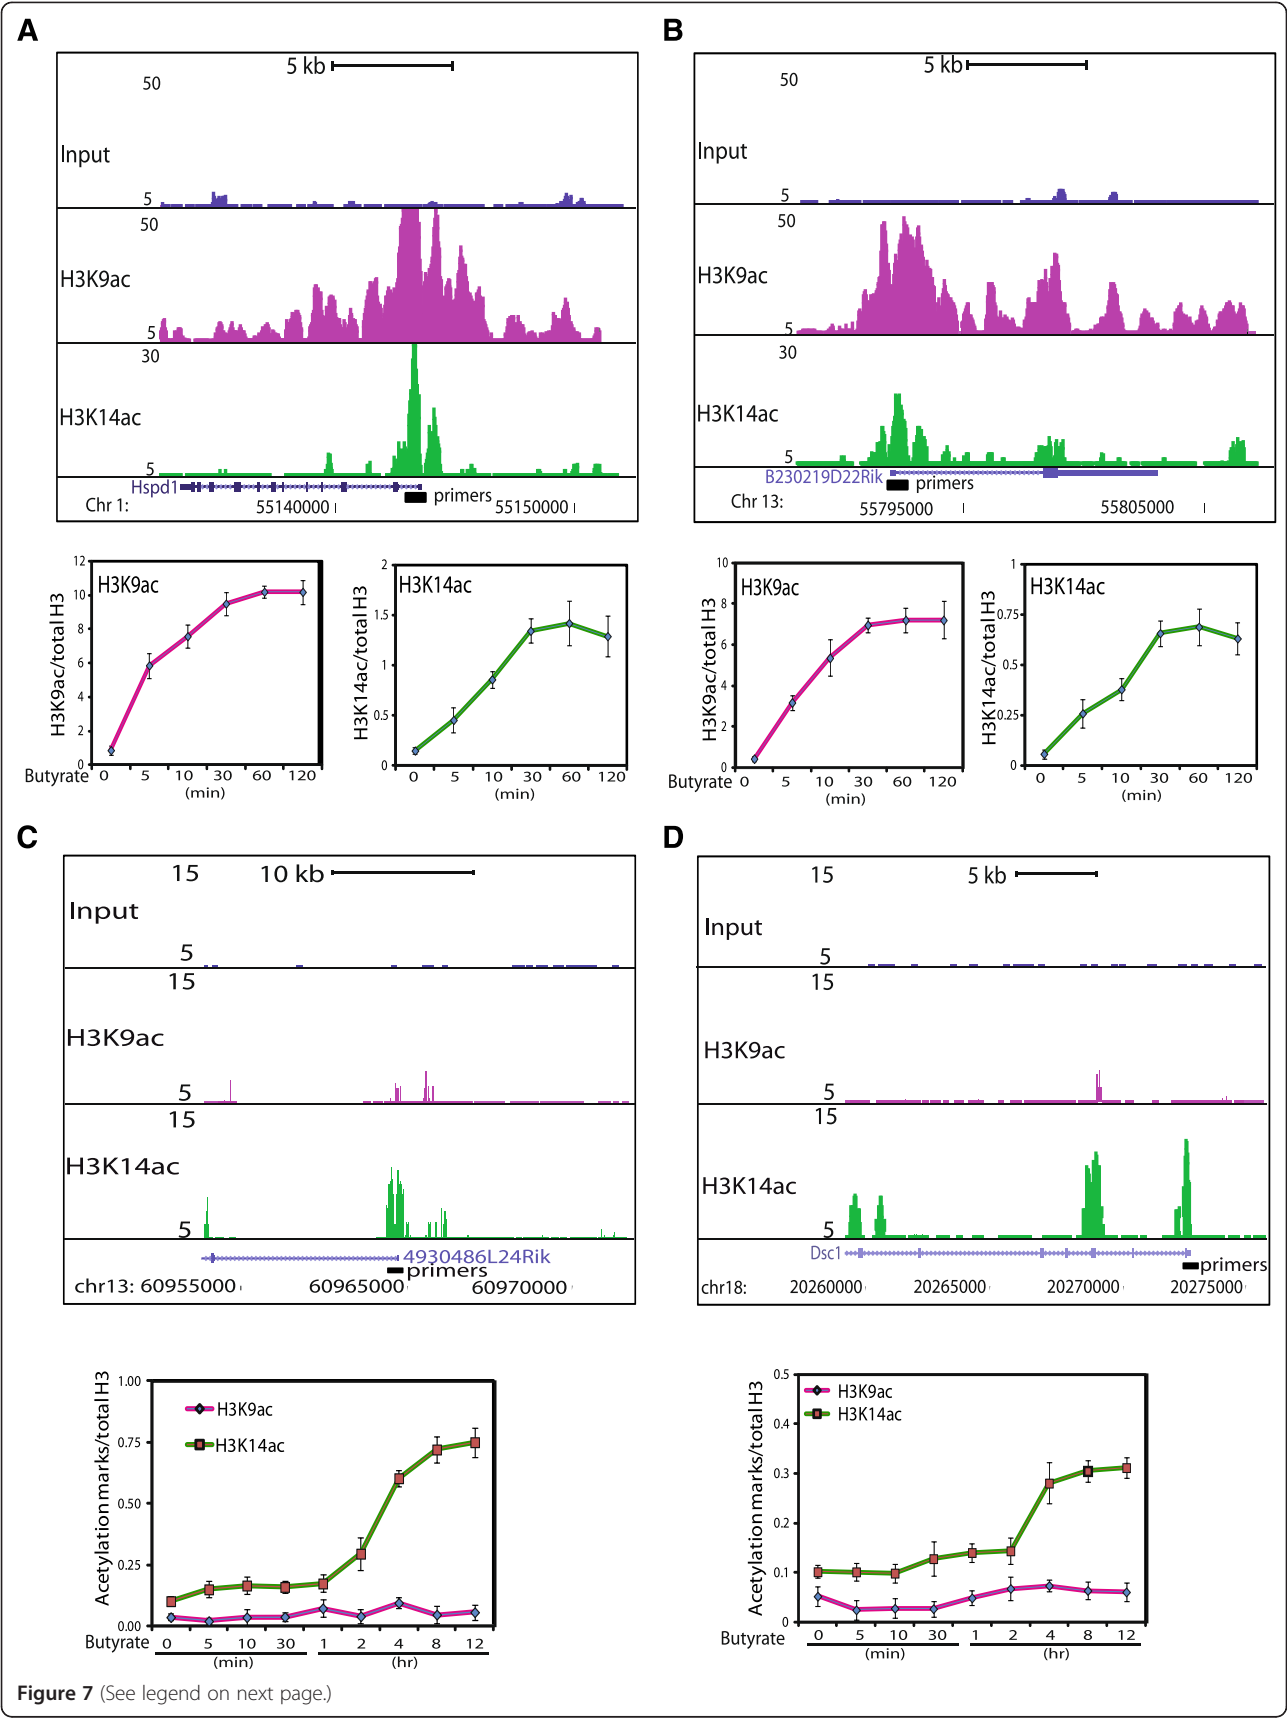 A
5 kb
50
Input
5
50
H3K9ac
5
30
H3K14ac
5
Hspd1
primers
Chr 1:
55140000
55150000
H3K9ac
H3K9ac/total H3
12
10
8
6
4
2
0
Butyrate 0 5 10 30 60 120
(min)
H3K14ac
H3K14ac/total H3
2
1.5
1
0.5
0
0 5 10 30 60 120
(min)
B
5 kb
50
Input
5
50
H3K9ac
5
30
H3K14ac
5
B230219D22Rik
primers
Chr 13:
55795000
55805000
H3K9ac
H3K9ac/total H3
10
8
6
4
2
0
Butyrate 0 5 10 30 60 120
(min)
H3K14ac
H3K14ac/total H3
1
0.75
0.5
0.25
0
0 5 10 30 60 120
(min)
C
15
10 kb
Input
5
15
H3K9ac
5
15
H3K14ac
5
4930486L24Rik
primers
chr13: 60955000 60965000 60970000
Acetylation marks/total H3
1.00
0.75
0.50
0.25
0.00
H3K9ac
H3K14ac
Butyrate 0 5 10 30 1 2 4 8 12
(min) (hr)
D
15
5 kb
Input
5
15
H3K9ac
5
15
H3K14ac
5
Dsc1
primers
chr18: 20260000 20265000 20270000 20275000
Acetylation marks/total H3
0.5
0.4
0.3
0.2
0.1
0
H3K9ac
H3K14ac
Butyrate 0 5 10 30 1 2 4 8 12
(min) (hr)
Figure 7 (See legend on next page.)